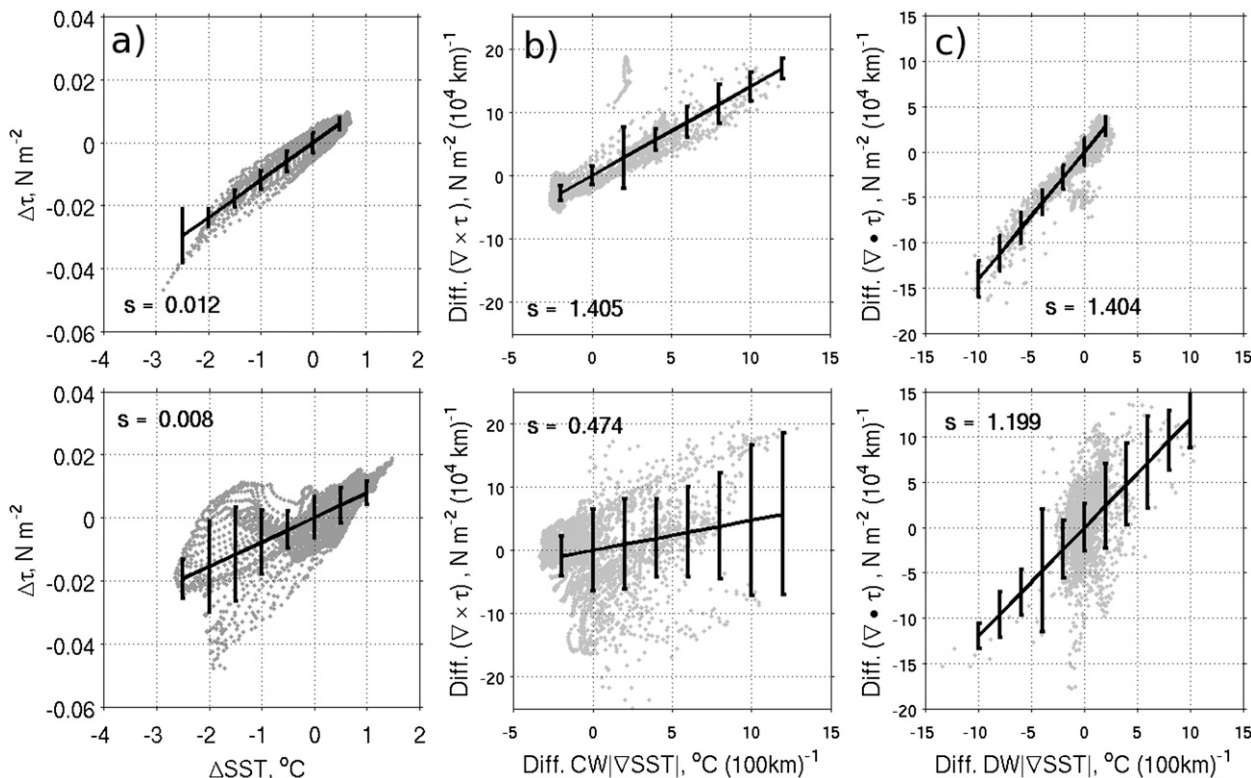 a)
0.04
0.02
0
-0.02
-0.04
-0.06
Δτ, N m⁻²
s = 0.012
-4 -3 -2 -1 0 1 2
b)
20
10
0
-10
-20
Diff. (∇ × τ) , N m⁻² (10⁴ km)⁻¹
s = 1.405
-5 0 5 10 15
c)
15
10
5
0
-5
-10
-15
-20
Diff. (∇ • τ) , N m⁻² (10⁴ km)⁻¹
s = 1.404
-15 -10 -5 0 5 10 15
0.04
0.02
0
-0.02
-0.04
-0.06
Δτ, N m⁻²
s = 0.008
-4 -3 -2 -1 0 1 2
ΔSST, °C
20
10
0
-10
-20
Diff. (∇ × τ) , N m⁻² (10⁴ km)⁻¹
s = 0.474
-5 0 5 10 15
Diff. CW|∇SST|, °C (100km)⁻¹
15
10
5
0
-5
-10
-15
-20
Diff. (∇ • τ) , N m⁻² (10⁴ km)⁻¹
s = 1.199
-15 -10 -5 0 5 10 15
Diff. DW|∇SST|, °C (100km)⁻¹